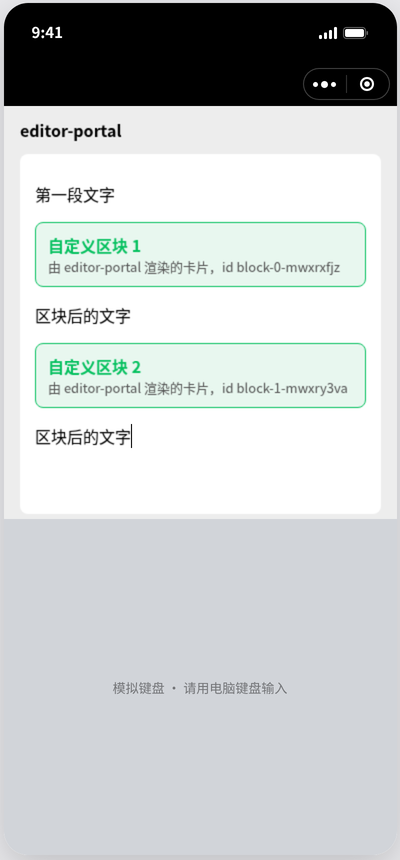 9:41
editor-portal
第一段文字
自定义区块 1
由 editor-portal 渲染的卡片，id block-0-mwxrxfjz
区块后的文字
自定义区块 2
由 editor-portal 渲染的卡片，id block-1-mwxry3va
区块后的文字
模拟键盘 · 请用电脑键盘输入